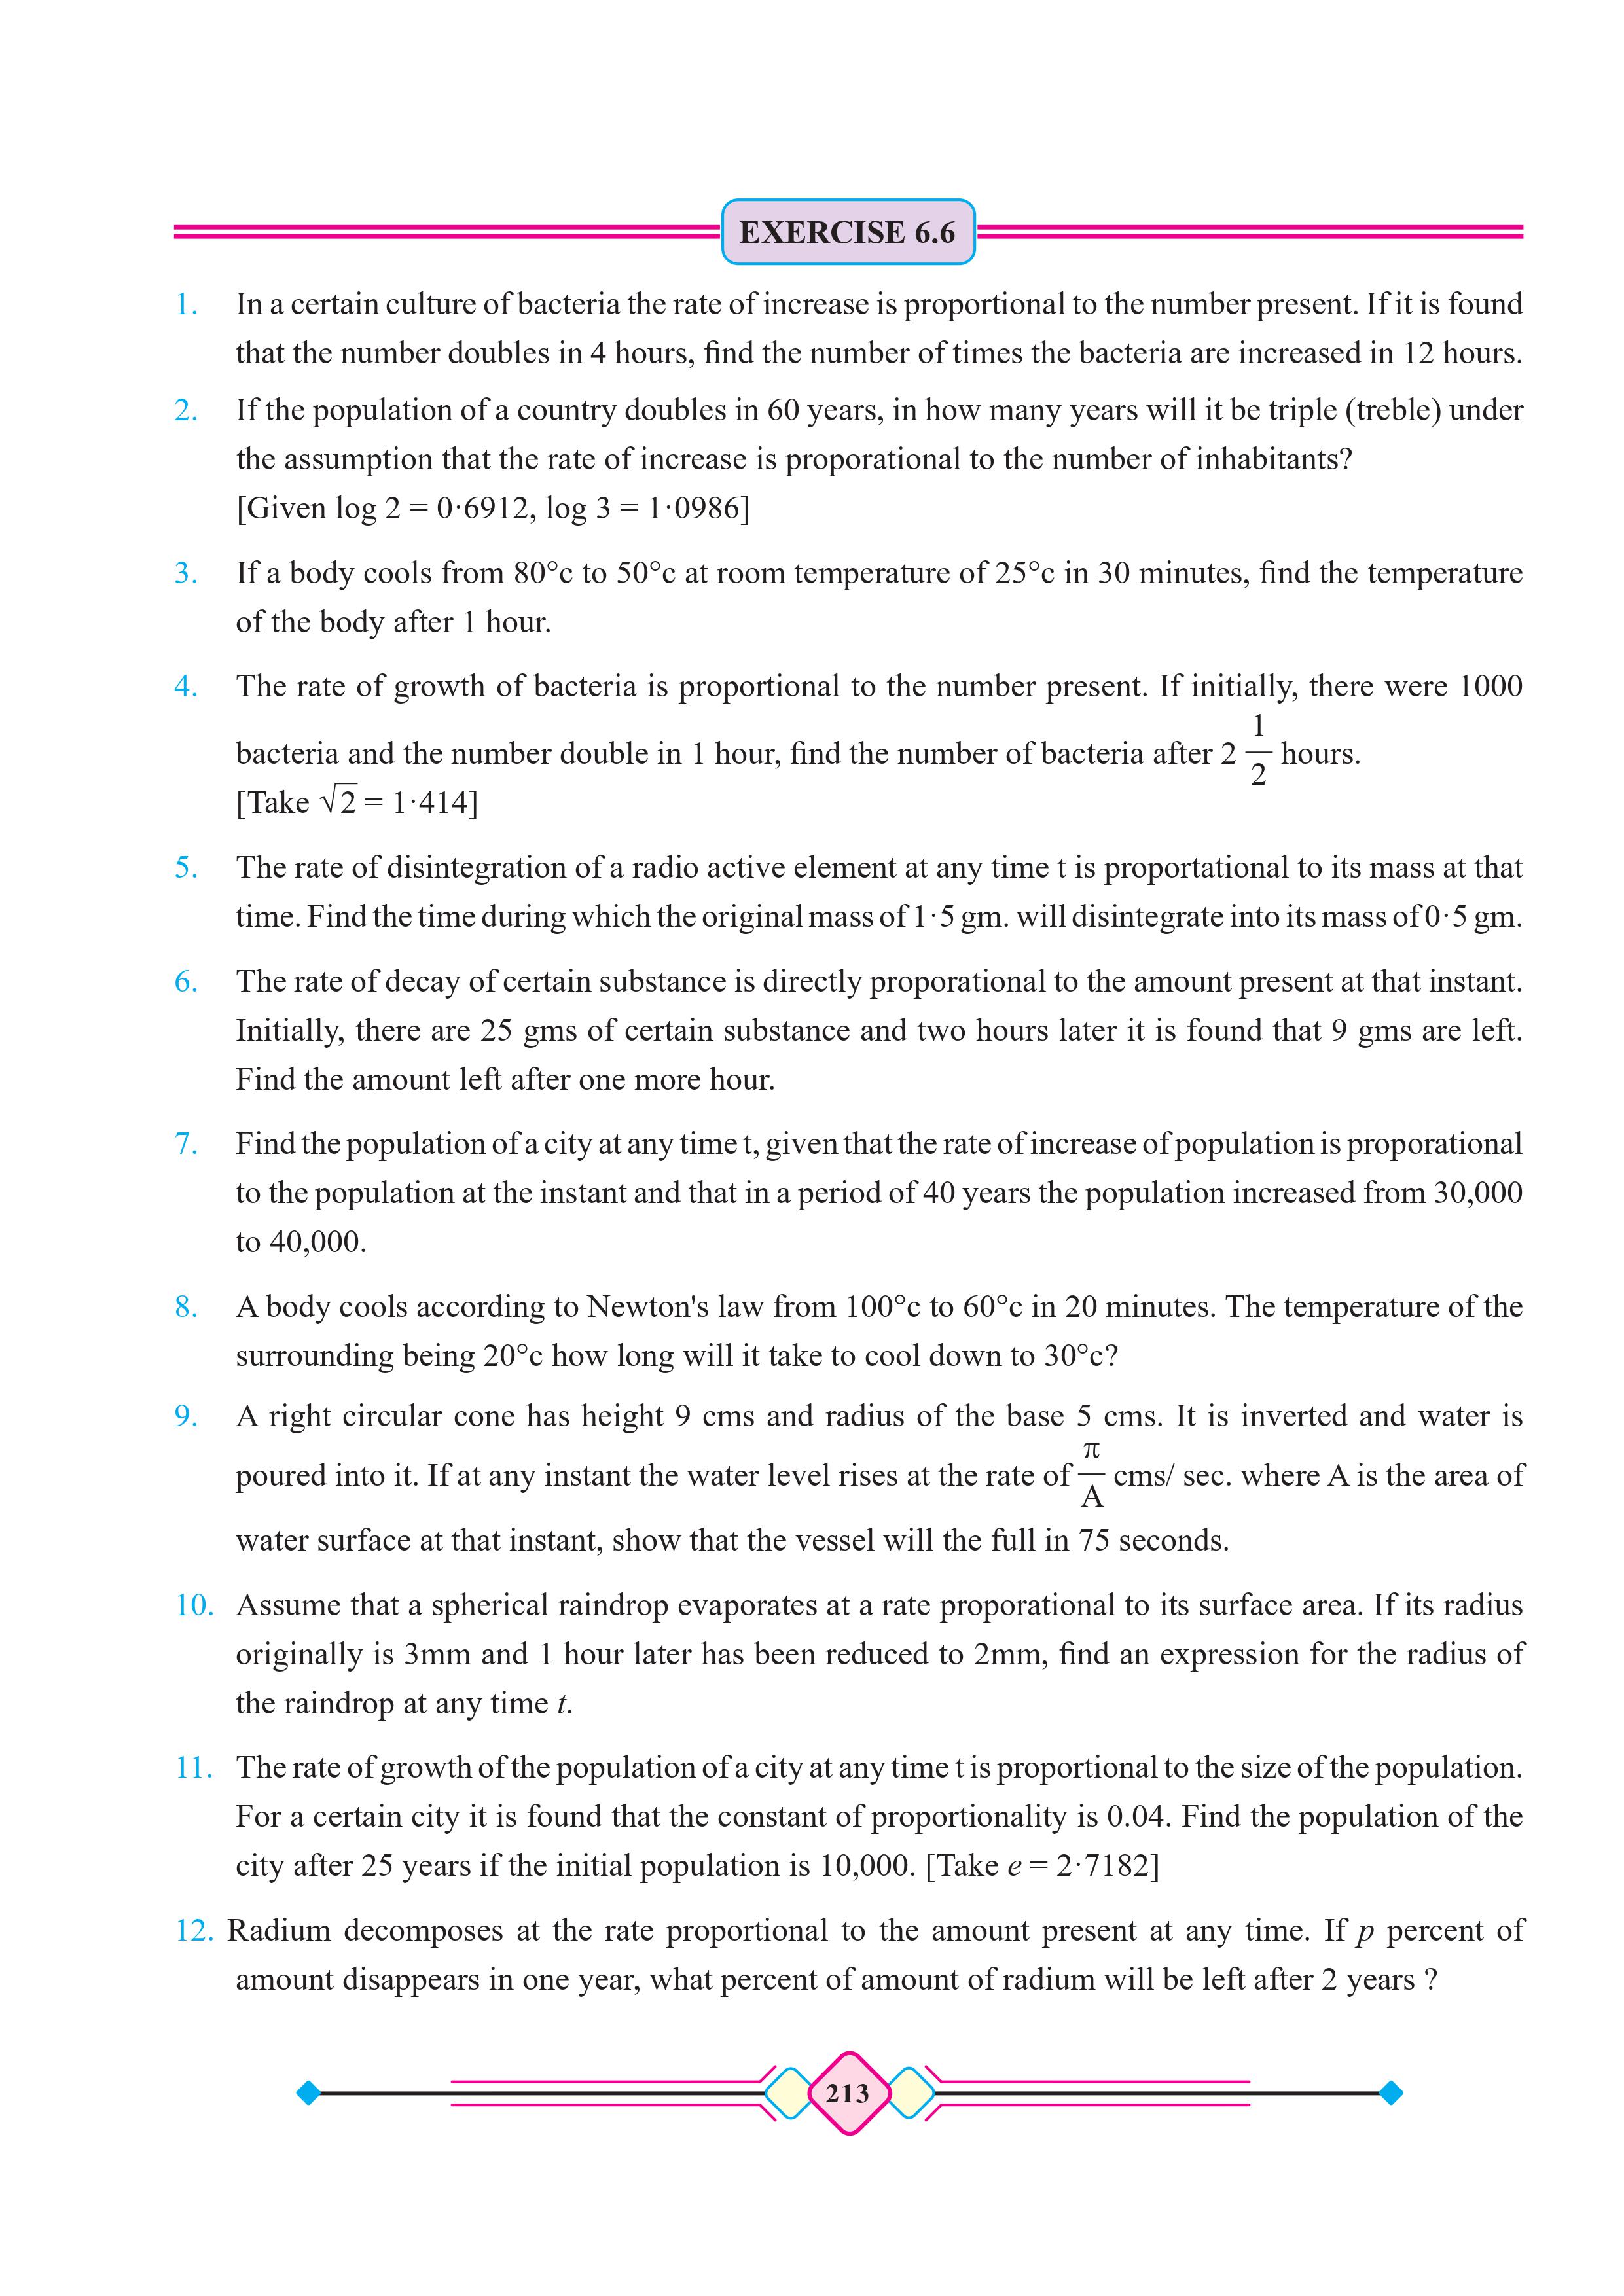 EXERCISE 6.6
1. In a certain culture of bacteria the rate of increase is proportional to the number present. If it is found
that the number doubles in 4 hours, find the number of times the bacteria are increased in 12 hours.
2. If the population of a country doubles in 60 years, in how many years will it be triple (treble) under
the assumption that the rate of increase is proporational to the number of inhabitants?
[Given log 2 = 0·6912, log 3 = 1·0986]
3. If a body cools from 80°c to 50°c at room temperature of 25°c in 30 minutes, find the temperature
of the body after 1 hour.
4. The rate of growth of bacteria is proportional to the number present. If initially, there were 1000
bacteria and the number double in 1 hour, find the number of bacteria after 2 1/2 hours.
[Take √2 = 1·414]
5. The rate of disintegration of a radio active element at any time t is proportational to its mass at that
time. Find the time during which the original mass of 1·5 gm. will disintegrate into its mass of 0·5 gm.
6. The rate of decay of certain substance is directly proporational to the amount present at that instant.
Initially, there are 25 gms of certain substance and two hours later it is found that 9 gms are left.
Find the amount left after one more hour.
7. Find the population of a city at any time t, given that the rate of increase of population is proporational
to the population at the instant and that in a period of 40 years the population increased from 30,000
to 40,000.
8. A body cools according to Newton's law from 100°c to 60°c in 20 minutes. The temperature of the
surrounding being 20°c how long will it take to cool down to 30°c?
9. A right circular cone has height 9 cms and radius of the base 5 cms. It is inverted and water is
poured into it. If at any instant the water level rises at the rate of π/A cms/ sec. where A is the area of
water surface at that instant, show that the vessel will the full in 75 seconds.
10. Assume that a spherical raindrop evaporates at a rate proporational to its surface area. If its radius
originally is 3mm and 1 hour later has been reduced to 2mm, find an expression for the radius of
the raindrop at any time t.
11. The rate of growth of the population of a city at any time t is proportional to the size of the population.
For a certain city it is found that the constant of proportionality is 0.04. Find the population of the
city after 25 years if the initial population is 10,000. [Take e = 2·7182]
12. Radium decomposes at the rate proportional to the amount present at any time. If p percent of
amount disappears in one year, what percent of amount of radium will be left after 2 years ?
213